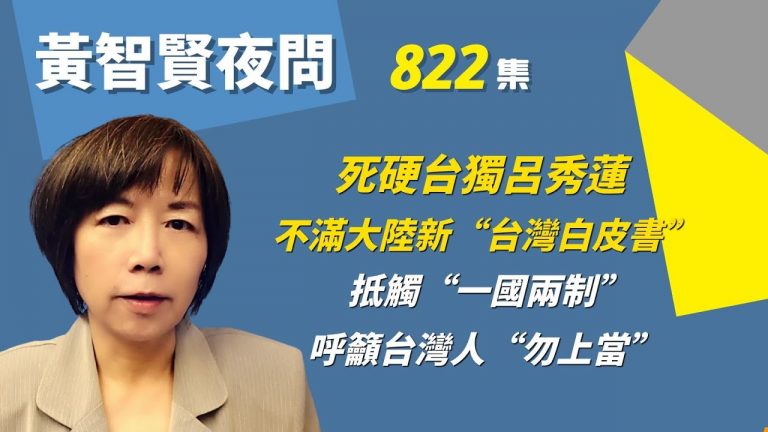 黃智賢夜問
822集
死硬台獨呂秀蓮
不滿大陸新“台灣白皮書”
抵觸“一國兩制”
呼籲台灣人“勿上當”